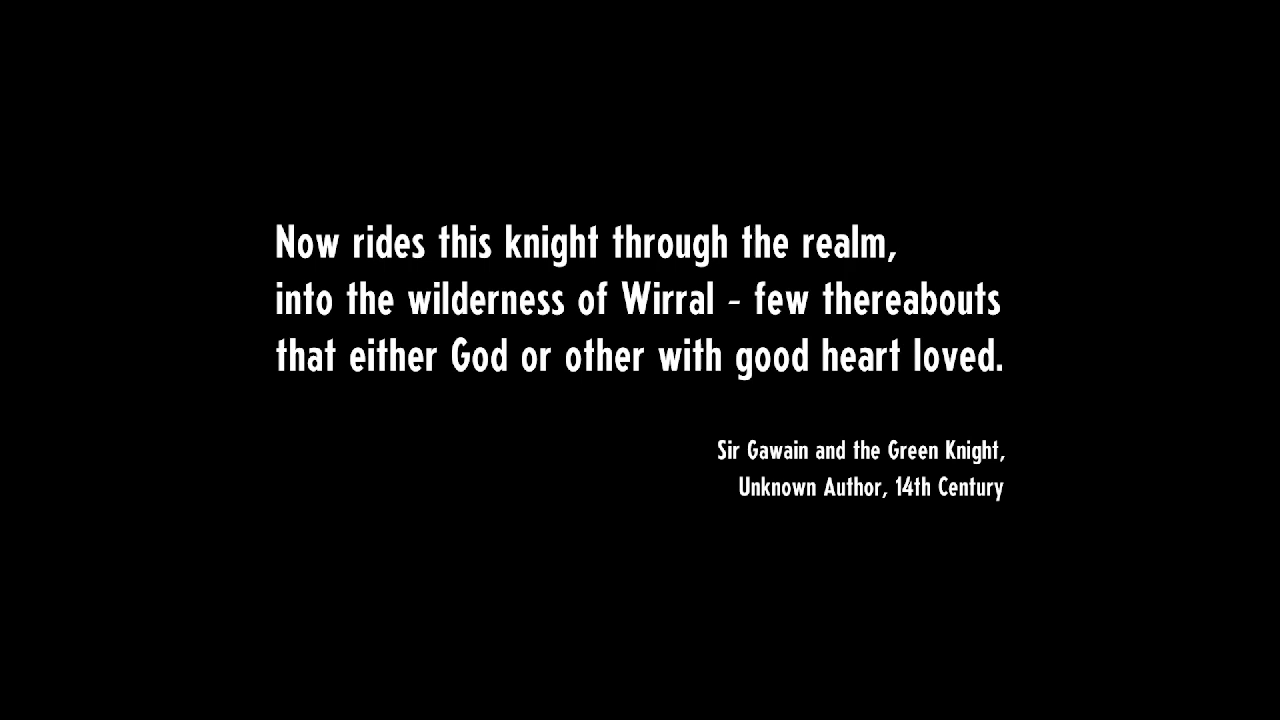 Now rides this knight through the realm,
into the wilderness of Wirral - few thereabouts
that either God or other with good heart loved.
Sir Gawain and the Green Knight,
Unknown Author, 14th Century